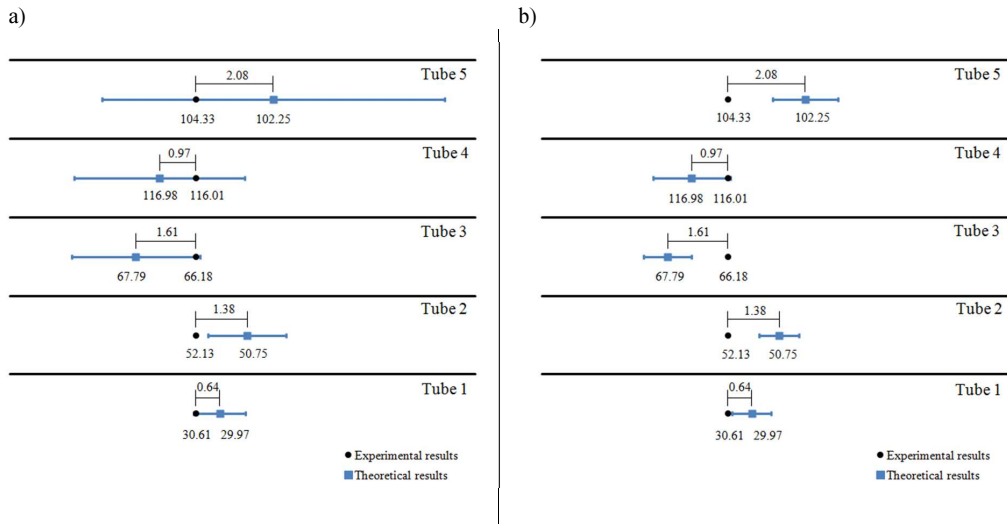 a)
Tube 5
2.08
104.33 102.25
Tube 4
0.97
116.98 116.01
Tube 3
1.61
67.79 66.18
Tube 2
1.38
52.13 50.75
Tube 1
0.64
30.61 29.97
Experimental results
Theoretical results
b)
Tube 5
2.08
104.33 102.25
Tube 4
0.97
116.98 116.01
Tube 3
1.61
67.79 66.18
Tube 2
1.38
52.13 50.75
Tube 1
0.64
30.61 29.97
Experimental results
Theoretical results